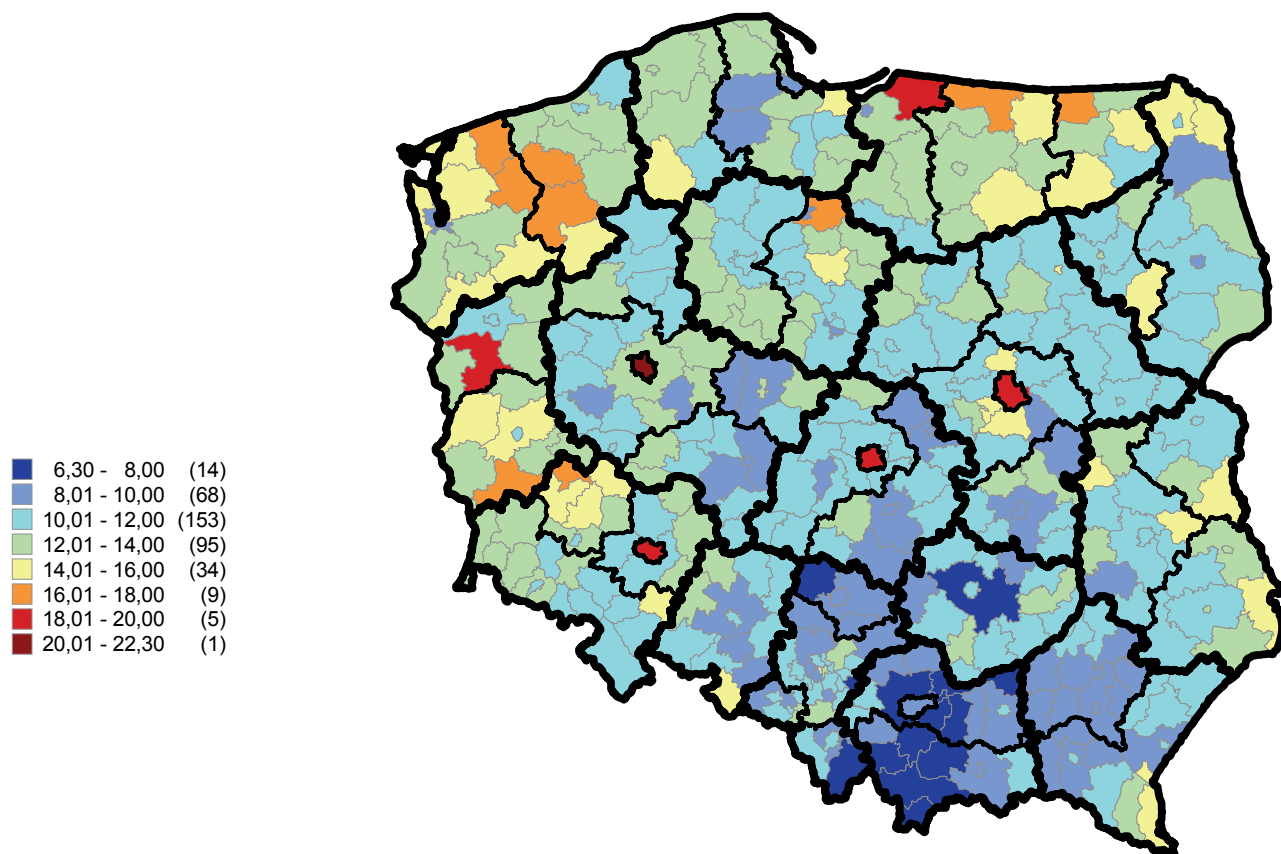 6,30 - 8,00 (14)
8,01 - 10,00 (68)
10,01 - 12,00 (153)
12,01 - 14,00 (95)
14,01 - 16,00 (34)
16,01 - 18,00 (9)
18,01 - 20,00 (5)
20,01 - 22,30 (1)